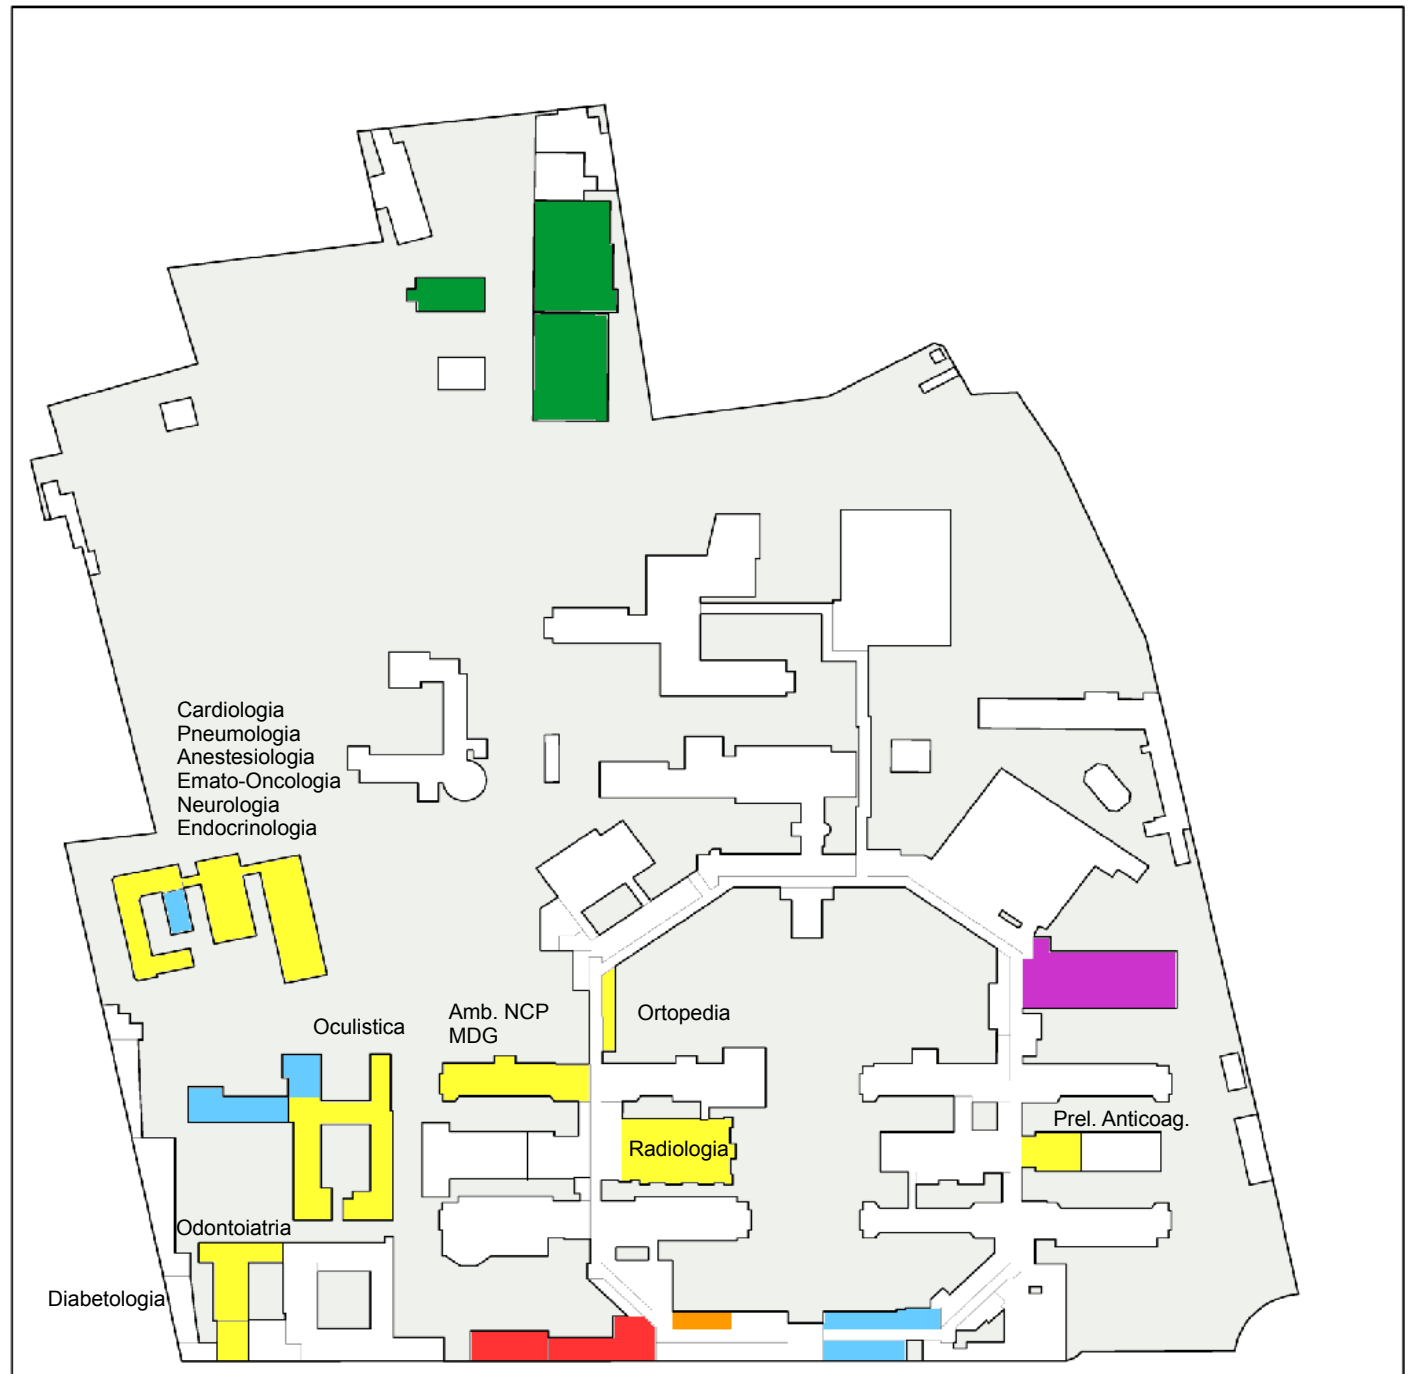 Cardiologia
Pneumologia
Anestesiologia
Emato-Oncologia
Neurologia
Endocrinologia
Oculistica
Amb. NCP
MDG
Ortopedia
Prel. Anticoag.
Radiologia
Odontoiatria
Diabetologia